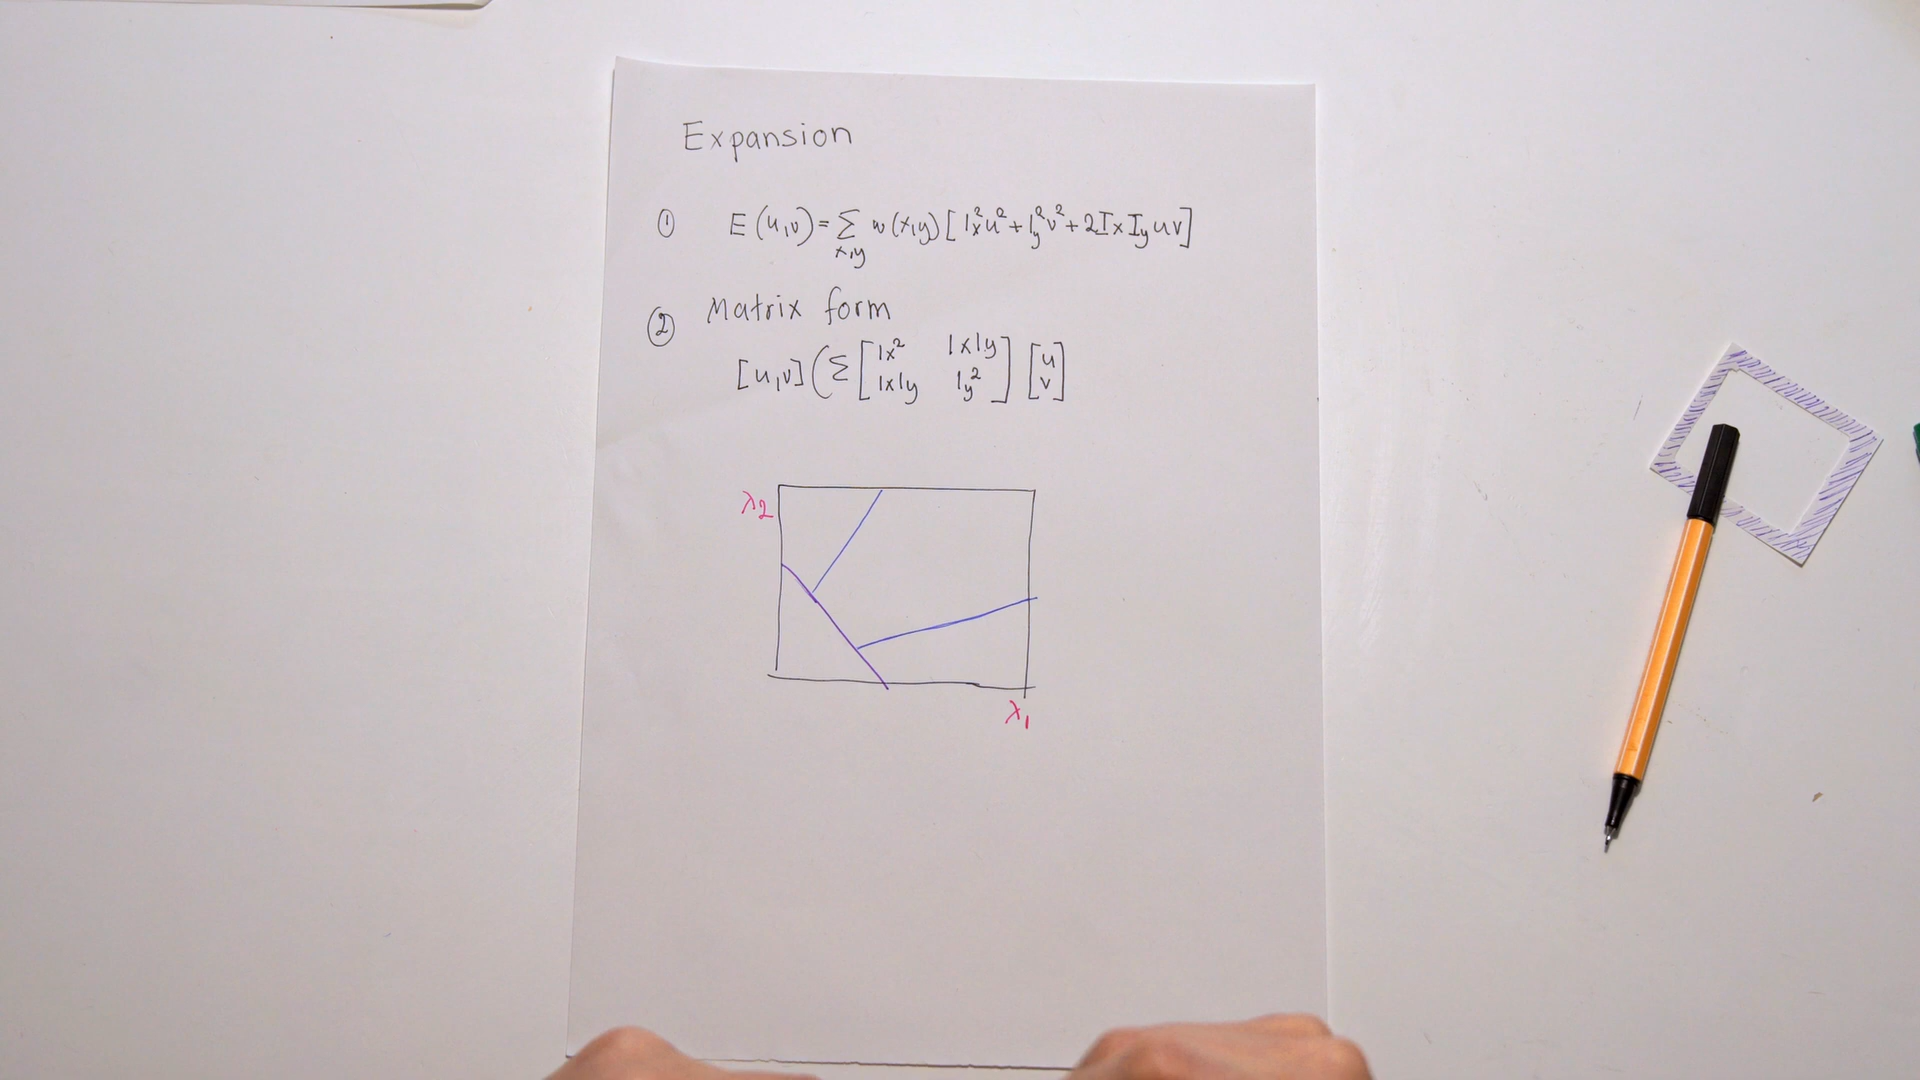 Expansion
① E(u,v) = Σ w(x,y) [Ix²u² + Iy²v² + 2IxIyuv]
x,y
② Matrix form
[u,v] (Σ [Ix² IxIy] [u]
[IxIy Iy²] [v]
λ2
λ1